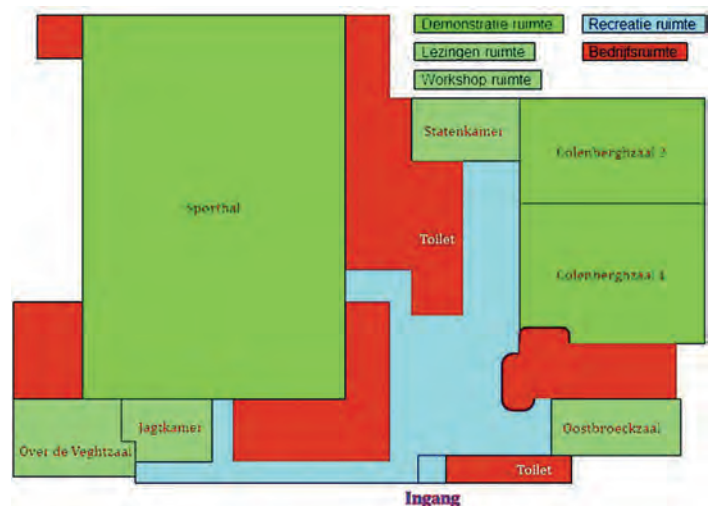 Demonstratie ruimte
Recreatie ruimte
Lezingen ruimte
Bedrijfsruimte
Workshop ruimte
Statenkamer
Colenberghzaal 2
Sporthal
Toilet
Colenberghzaal 1
Jagtkamer
Oostbroeckzaal
Over de Veghtzaal
Toilet
Ingang